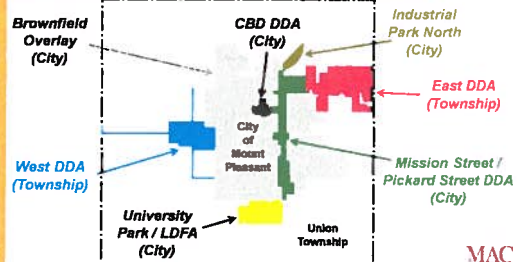 Brownfield
Overlay
(City)
CBD DDA
(City)
Industrial
Park North
(City)
East DDA
(Township)
City
of
Mount
Pleasant
West DDA
(Township)
Mission Street /
Pickard Street DDA
(City)
University
Park / LDFA
(City)
Union
Township
MAC